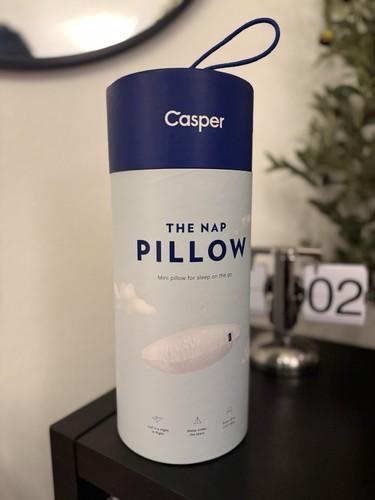 Casper
THE NAP
PILLOW
Mini pillow for sleep on the go
02